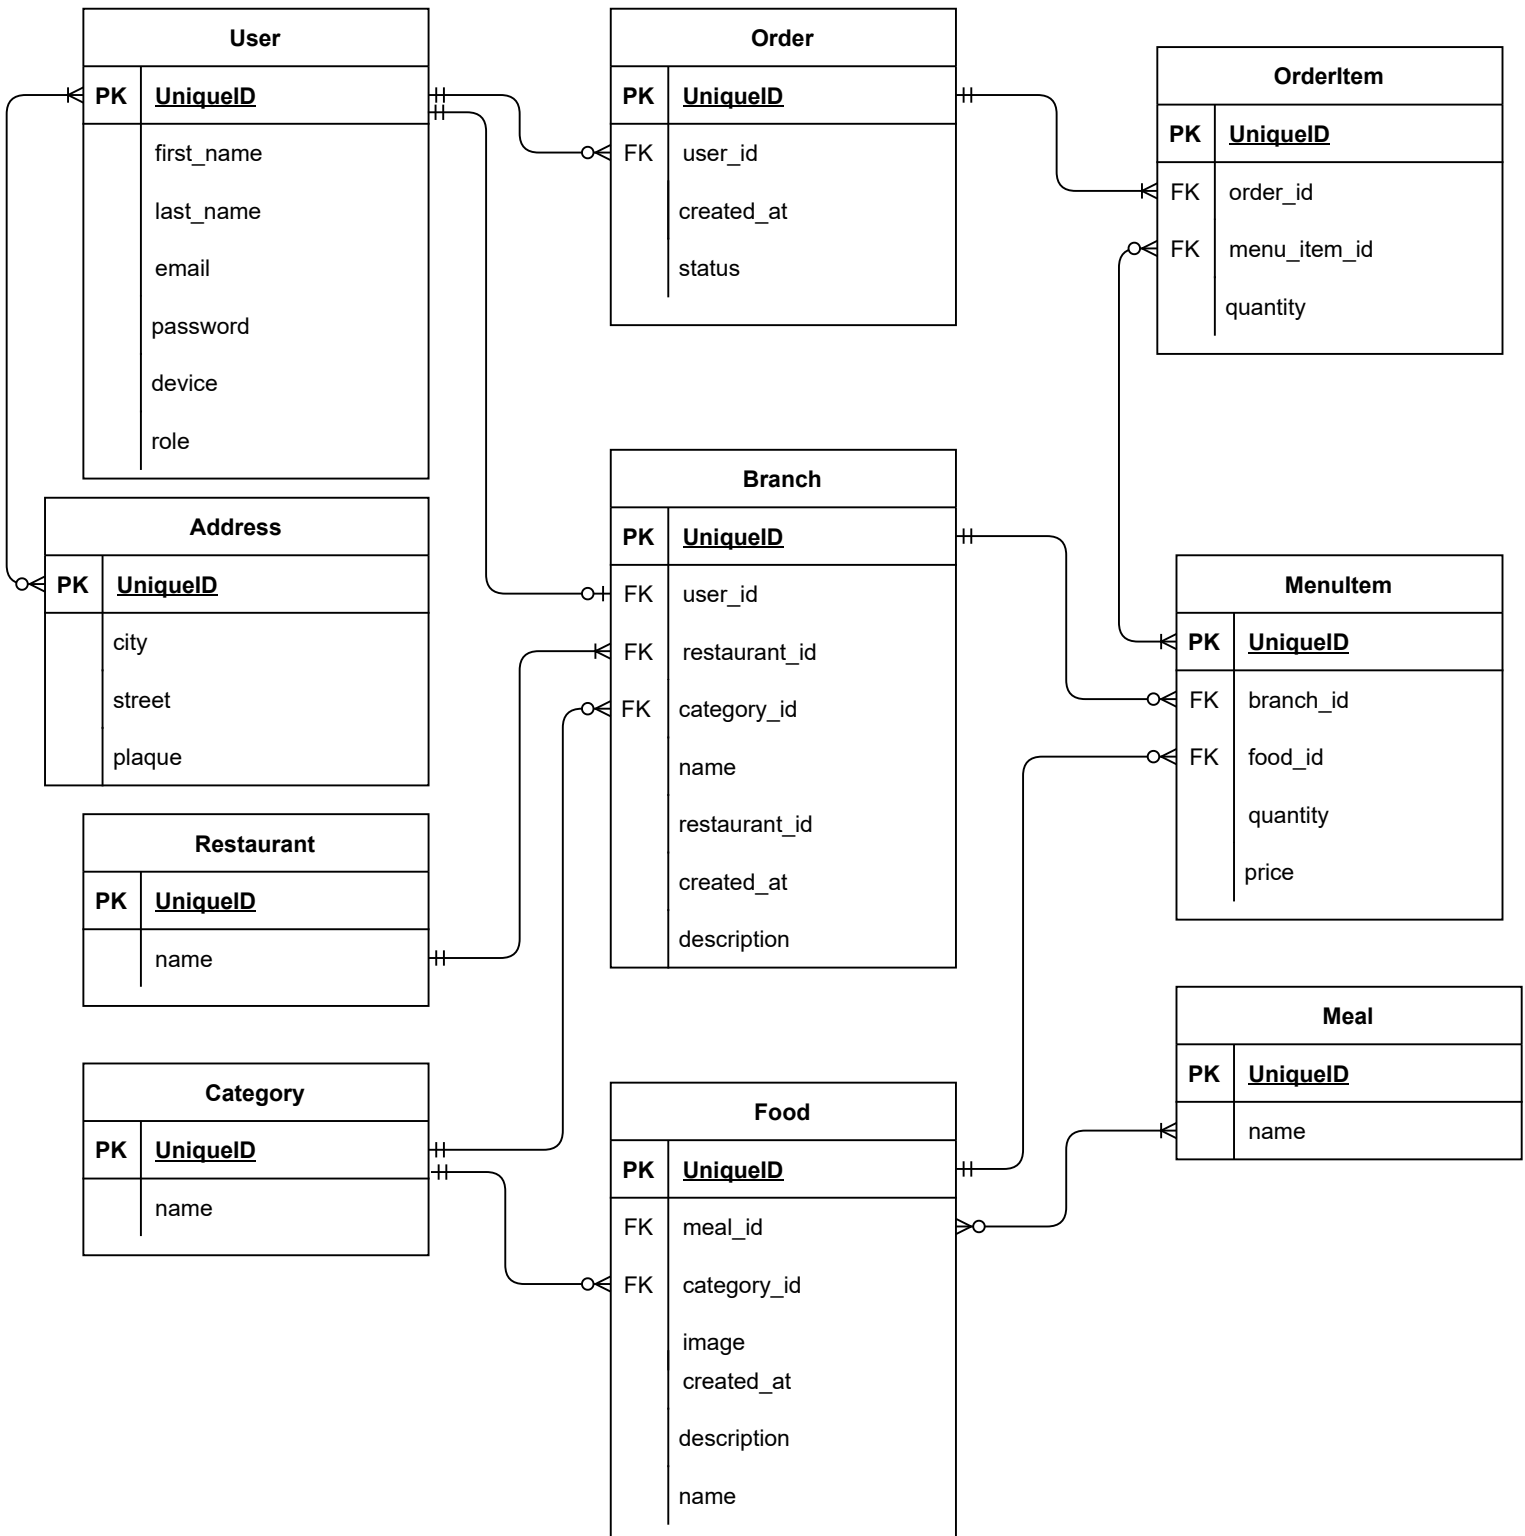 User
PK UniqueID
first_name
last_name
email
password
device
role
Address
PK UniqueID
city
street
plaque
Restaurant
PK UniqueID
name
Category
PK UniqueID
name
Order
PK UniqueID
FK user_id
created_at
status
Branch
PK UniqueID
FK user_id
FK restaurant_id
FK category_id
name
restaurant_id
created_at
description
Food
PK UniqueID
FK meal_id
FK category_id
image
created_at
description
name
OrderItem
PK UniqueID
FK order_id
FK menu_item_id
quantity
MenuItem
PK UniqueID
FK branch_id
FK food_id
quantity
price
Meal
PK UniqueID
name